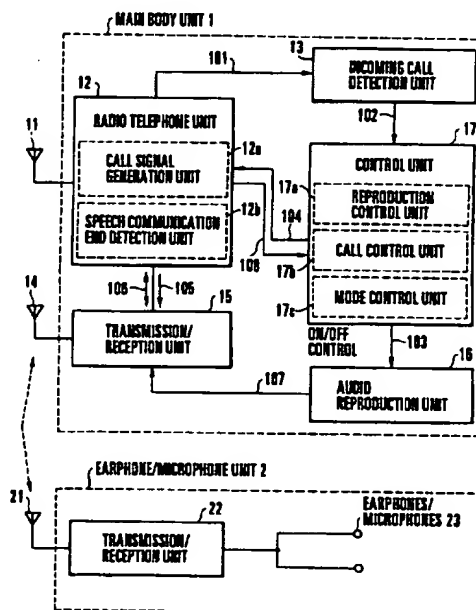 MAIN BODY UNIT 1
101
13
INCOMING CALL
DETECTION UNIT
12
11
RADIO TELEPHONE UNIT
12a
CALL SIGNAL
GENERATION UNIT
12b
SPEECH COMMUNICATION
END DETECTION UNIT
102
17
CONTROL UNIT
17a
REPRODUCTION
CONTROL UNIT
104
108
CALL CONTROL UNIT
17b
MODE CONTROL UNIT
17c
14
106
105
15
TRANSMISSION/
RECEPTION UNIT
ON/OFF
CONTROL
103
16
107
AUDIO
REPRODUCTION UNIT
EARPHONE/MICROPHONE UNIT 2
21
22
TRANSMISSION/
RECEPTION UNIT
EARPHONES/
MICROPHONES 23